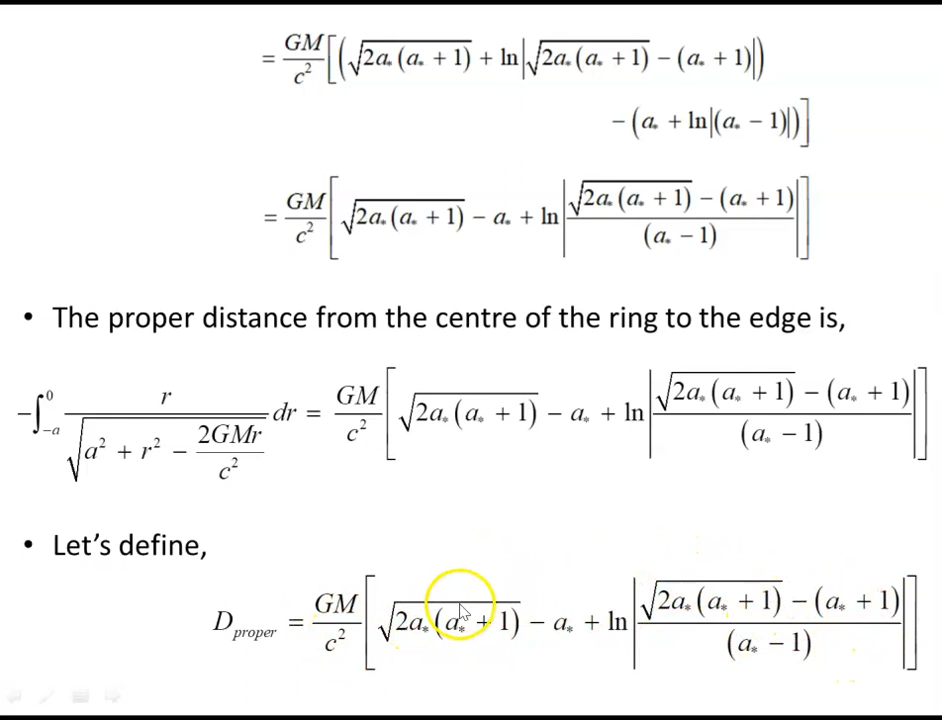 = GM/c² [(√(2a*(a* + 1)) + ln|√(2a*(a* + 1)) − (a* + 1)|)
− (a* + ln|(a* − 1)|)]
= GM/c² [√(2a*(a* + 1)) − a* + ln|(√(2a*(a* + 1)) − (a* + 1))/(a* − 1)|]
• The proper distance from the centre of the ring to the edge is,
−∫_{−a}^{0} r/√(a² + r² − 2GMr/c²) dr = GM/c² [√(2a*(a* + 1)) − a* + ln|(√(2a*(a* + 1)) − (a* + 1))/(a* − 1)|]
• Let’s define,
D_proper = GM/c² [√(2a*(a* + 1)) − a* + ln|(√(2a*(a* + 1)) − (a* + 1))/(a* − 1)|]